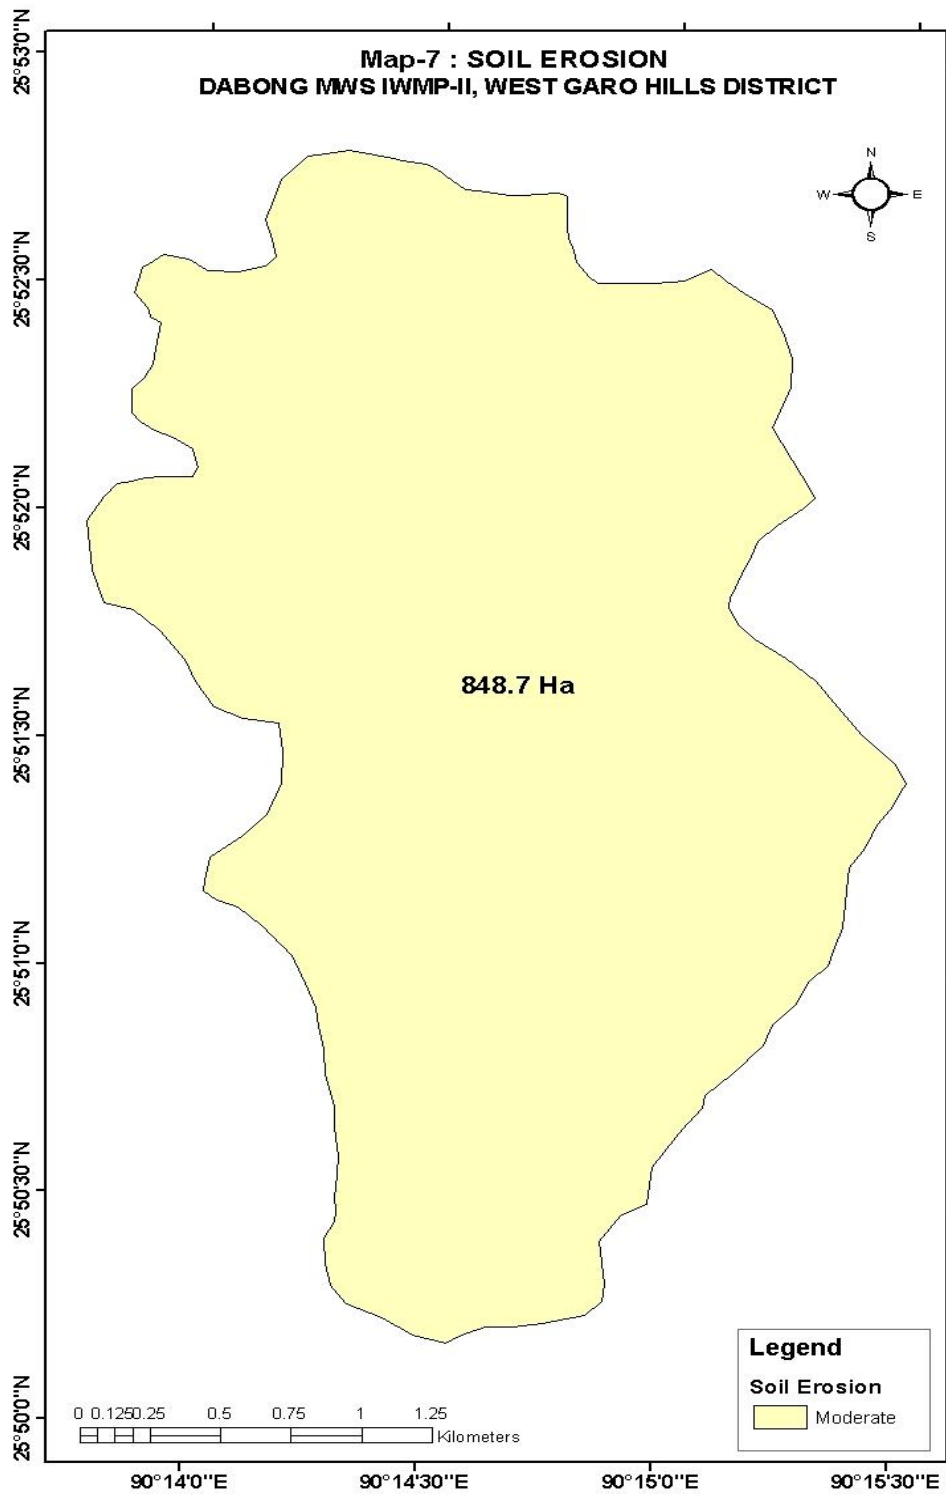 Map-7 : SOIL EROSION
DABONG MWS IWMP-II, WEST GARO HILLS DISTRICT
N
W E
S
25°53'0"N
25°52'30"N
25°52'0"N
25°51'30"N
25°51'0"N
25°50'30"N
25°50'0"N
848.7 Ha
Legend
Soil Erosion
Moderate
0 0.125 0.25 0.5 0.75 1 1.25
Kilometers
90°14'0"E 90°14'30"E 90°15'0"E 90°15'30"E